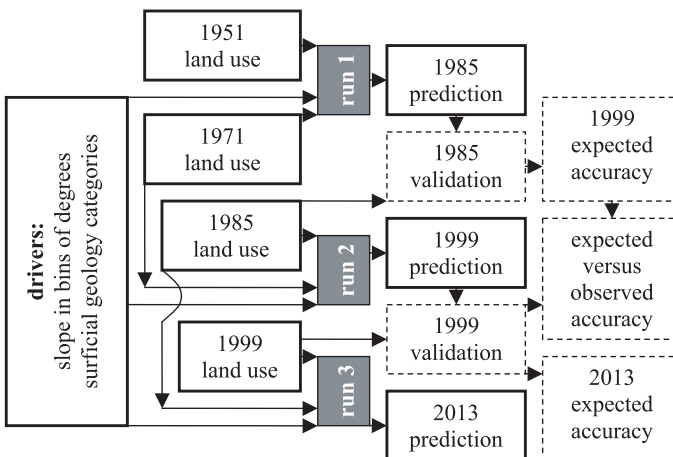 1951
land use
run 1
1985
prediction
drivers:
slope in bins of degrees
surficial geology categories
1971
land use
1985
validation
1999
expected
accuracy
1985
land use
run 2
1999
prediction
expected
versus
observed
accuracy
1999
validation
1999
land use
run 3
2013
prediction
2013
expected
accuracy